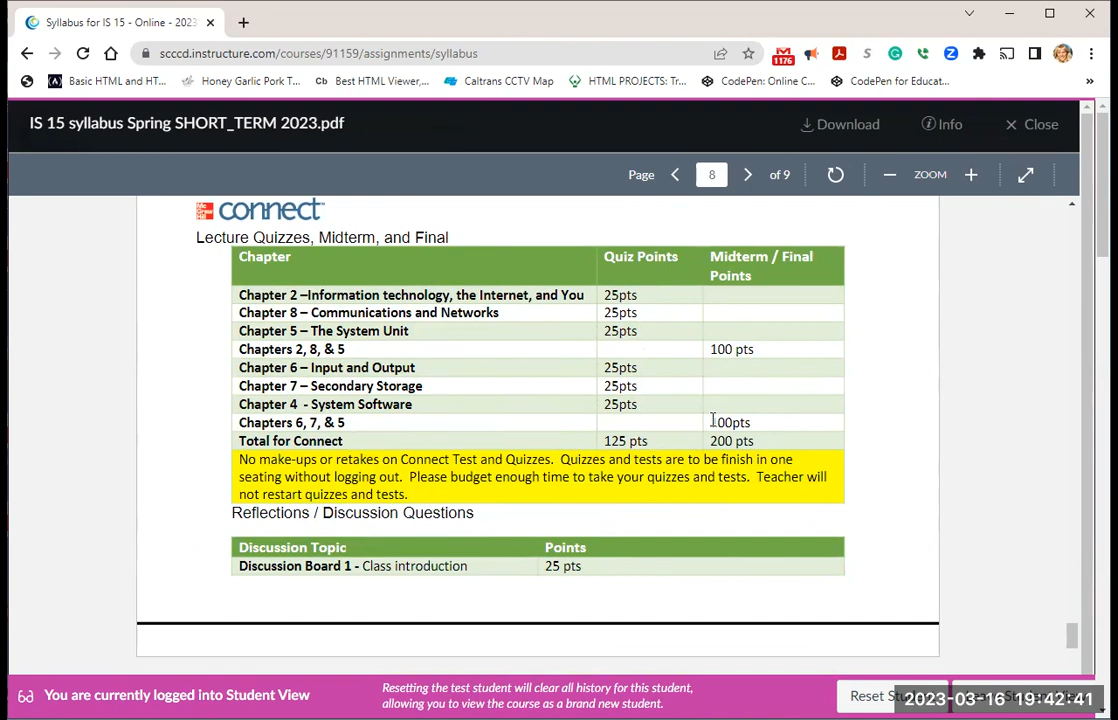 Syllabus for IS 15 - Online - 2023
scccd.instructure.com/courses/91159/assignments/syllabus
1176
Basic HTML and HT...
Honey Garlic Pork T...
Cb Best HTML Viewer,...
Caltrans CCTV Map
HTML PROJECTS: Tr...
CodePen: Online C...
CodePen for Educat...
»
IS 15 syllabus Spring SHORT_TERM 2023.pdf
Download
Info
Close
Page 8 of 9
ZOOM
Mc Graw Hill connect
Lecture Quizzes, Midterm, and Final
Chapter Quiz Points Midterm / Final
Points
Chapter 2 –Information technology, the Internet, and You 25pts
Chapter 8 – Communications and Networks 25pts
Chapter 5 – The System Unit 25pts
Chapters 2, 8, & 5 100 pts
Chapter 6 – Input and Output 25pts
Chapter 7 – Secondary Storage 25pts
Chapter 4 - System Software 25pts
Chapters 6, 7, & 5 100pts
Total for Connect 125 pts 200 pts
No make-ups or retakes on Connect Test and Quizzes. Quizzes and tests are to be finish in one
seating without logging out. Please budget enough time to take your quizzes and tests. Teacher will
not restart quizzes and tests.
Reflections / Discussion Questions
Discussion Topic Points
Discussion Board 1 - Class introduction 25 pts
You are currently logged into Student View
Resetting the test student will clear all history for this student,
allowing you to view the course as a brand new student.
Reset
2023-03-16 19:42:41